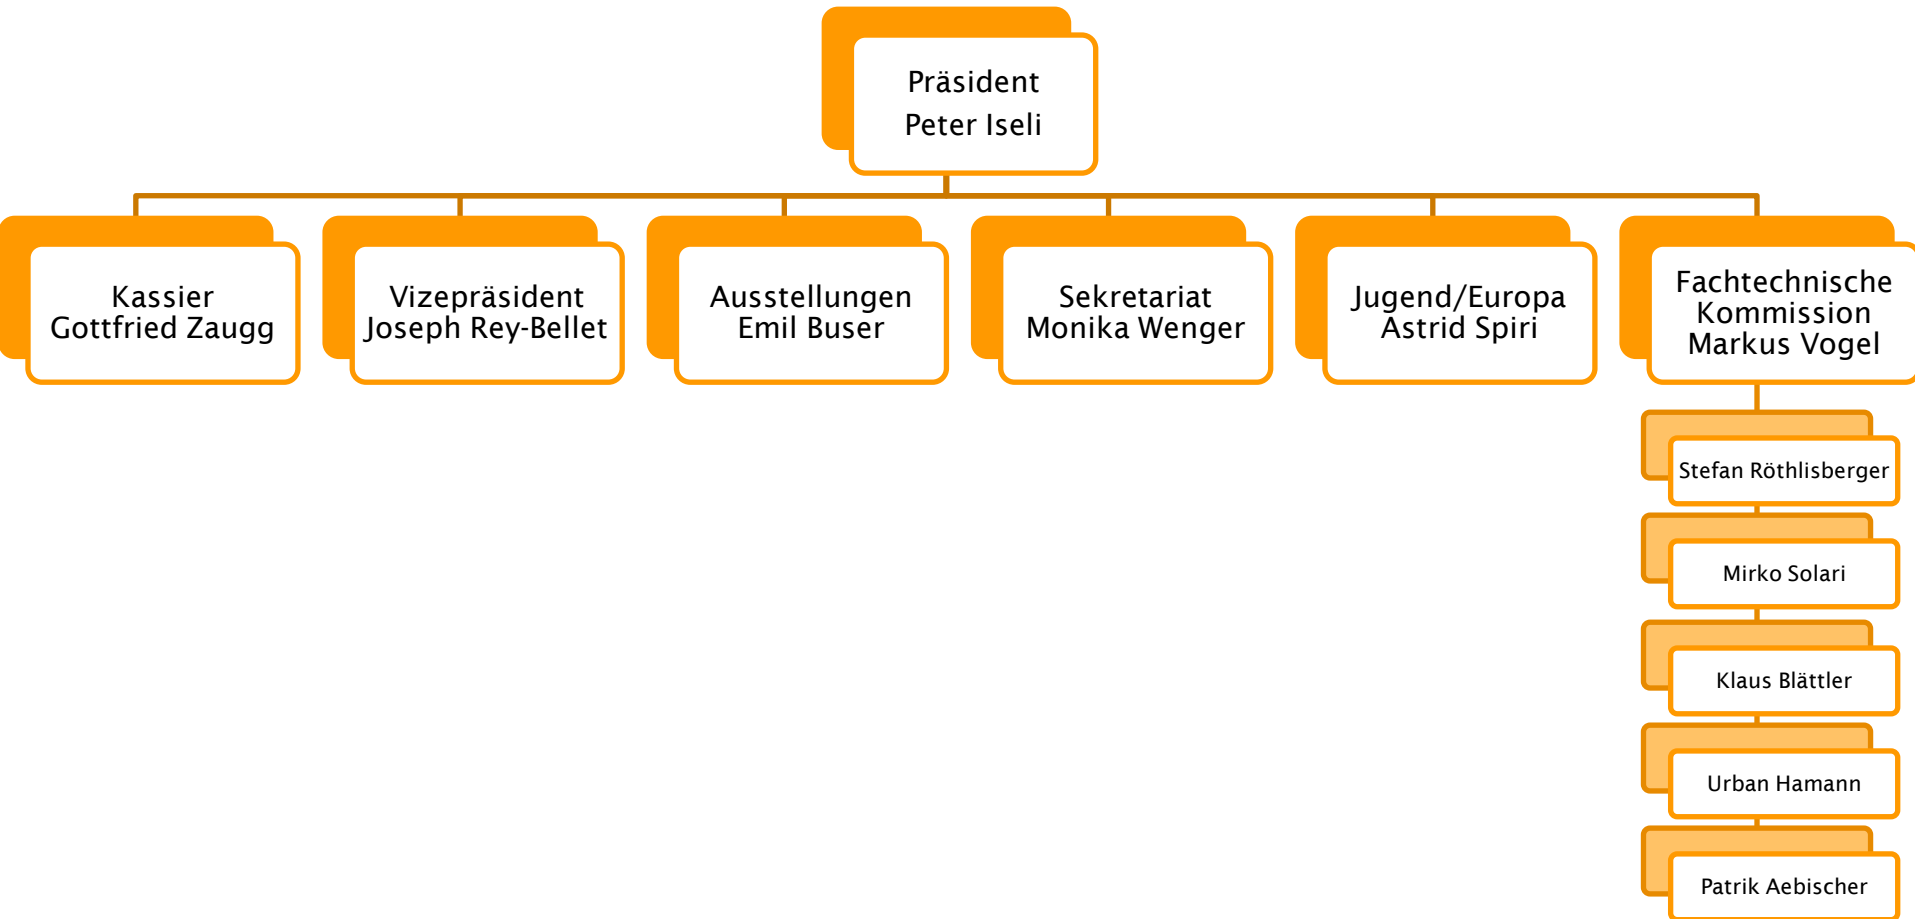 Präsident
Peter Iseli
Kassier
Gottfried Zaugg
Vizepräsident
Joseph Rey-Bellet
Ausstellungen
Emil Buser
Sekretariat
Monika Wenger
Jugend/Europa
Astrid Spiri
Fachtechnische
Kommission
Markus Vogel
Stefan Röthlisberger
Mirko Solari
Klaus Blättler
Urban Hamann
Patrik Aebischer